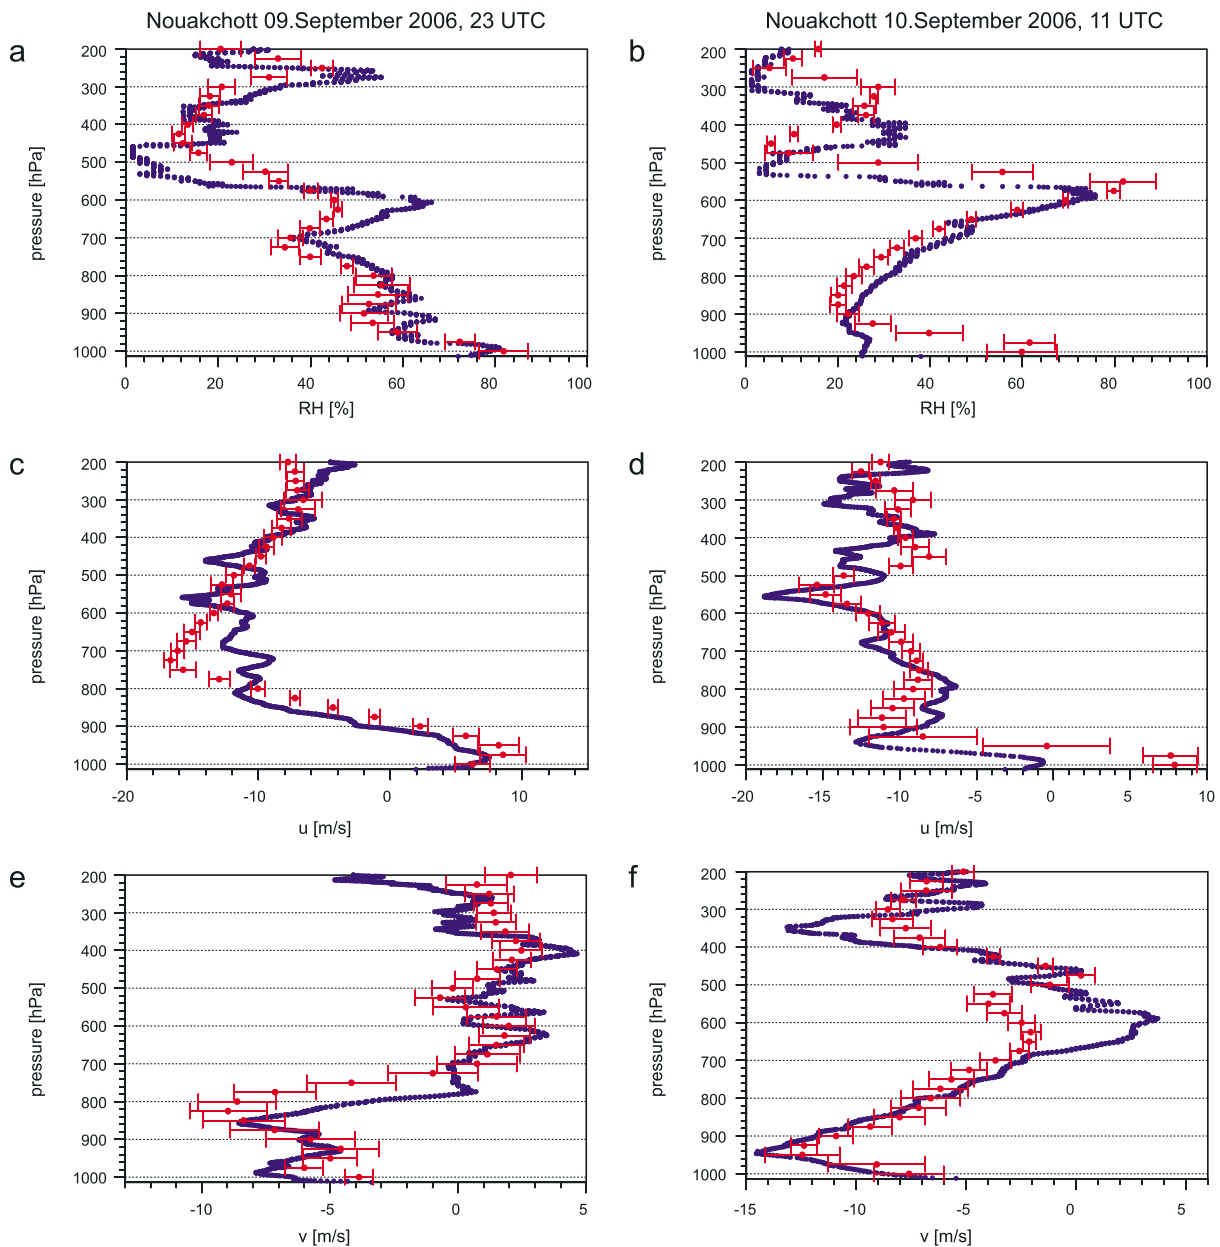 Nouakchott 09.September 2006, 23 UTC
Nouakchott 10.September 2006, 11 UTC
a
200
300
400
500
600
700
800
900
1000
pressure [hPa]
0 20 40 60 80 100
RH [%]
b
200
300
400
500
600
700
800
900
1000
pressure [hPa]
0 20 40 60 80 100
RH [%]
c
200
300
400
500
600
700
800
900
1000
pressure [hPa]
-20 -10 0 10
u [m/s]
d
200
300
400
500
600
700
800
900
1000
pressure [hPa]
-20 -15 -10 -5 0 5 10
u [m/s]
e
200
300
400
500
600
700
800
900
1000
pressure [hPa]
-10 -5 0 5
v [m/s]
f
200
300
400
500
600
700
800
900
1000
pressure [hPa]
-15 -10 -5 0 5
v [m/s]